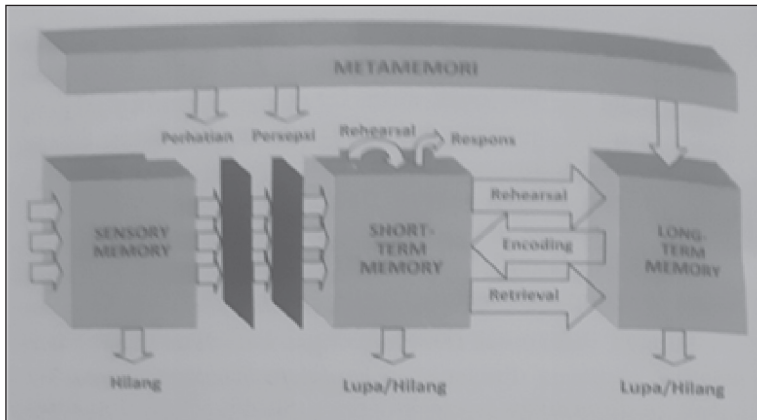 METAMEMORI
Perhatian
Persepsi
Rehearsal
Respons
SENSORY
MEMORY
SHORT-
TERM
MEMORY
Rehearsal
Encoding
Retrieval
LONG-
TERM
MEMORY
Hilang
Lupa/Hilang
Lupa/Hilang